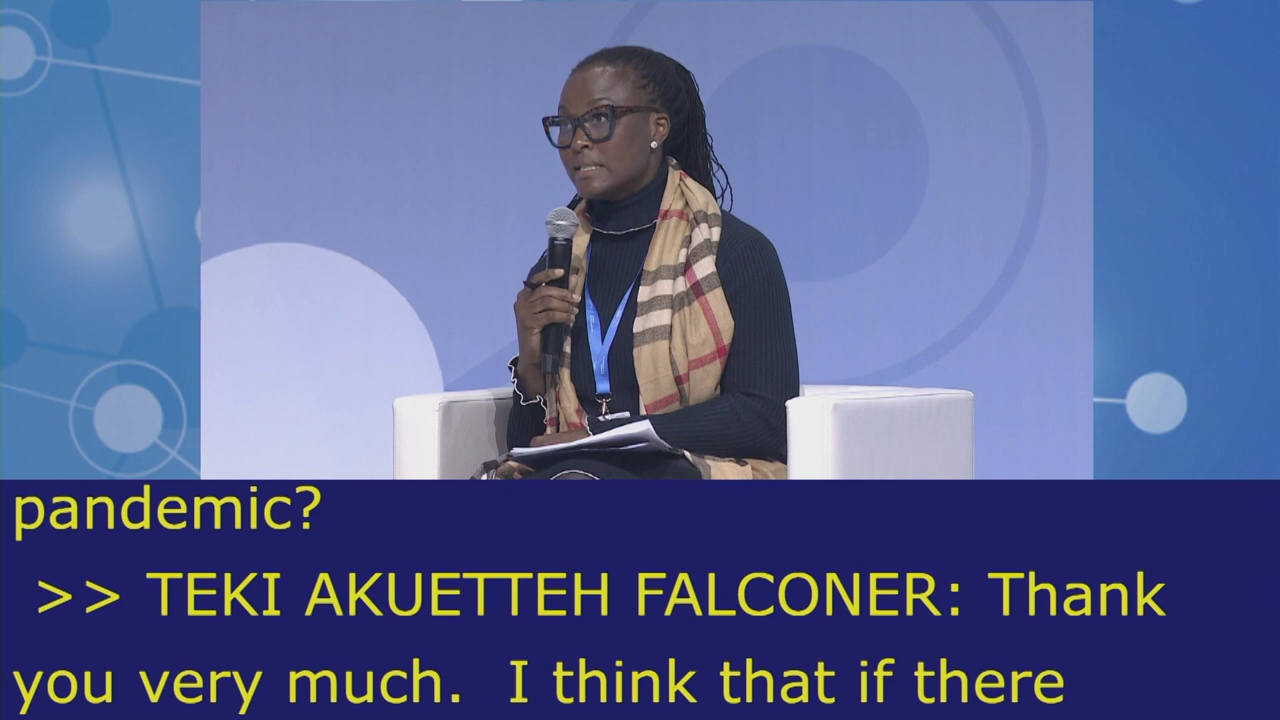 pandemic?
>> TEKI AKUETTEH FALCONER: Thank
you very much.  I think that if there